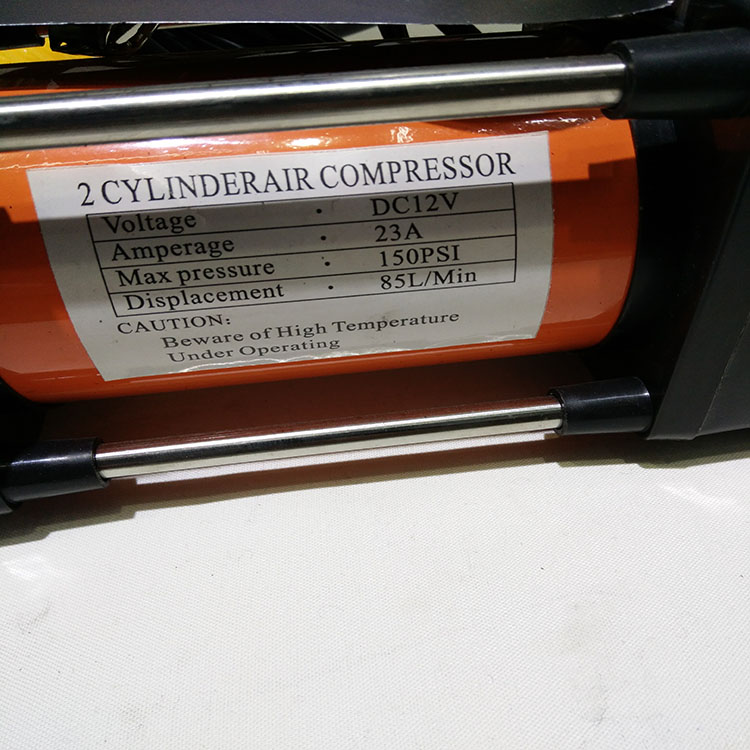 2 CYLINDERAIR COMPRESSOR
Voltage . DC12V
Amperage . 23A
Max pressure . 150PSI
Displacement . 85L/Min
CAUTION:
Beware of High Temperature
Under Operating